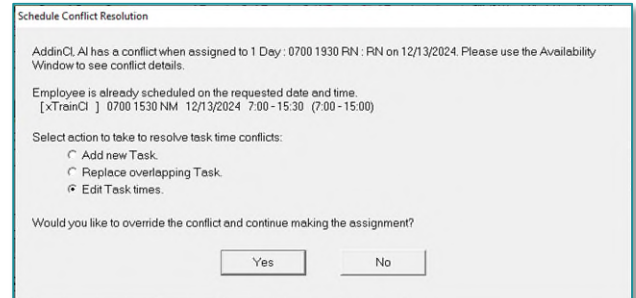 Schedule Conflict Resolution
AddinCl, Al has a conflict when assigned to 1 Day : 0700 1930 RN : RN on 12/13/2024. Please use the Availability
Window to see conflict details.
Employee is already scheduled on the requested date and time.
[ xTrainCl ] 0700 1530 NM 12/13/2024 7:00 - 15:30 (7:00 - 15:00)
Select action to take to resolve task time conflicts:
Add new Task.
Replace overlapping Task.
Edit Task times.
Would you like to override the conflict and continue making the assignment?
Yes
No